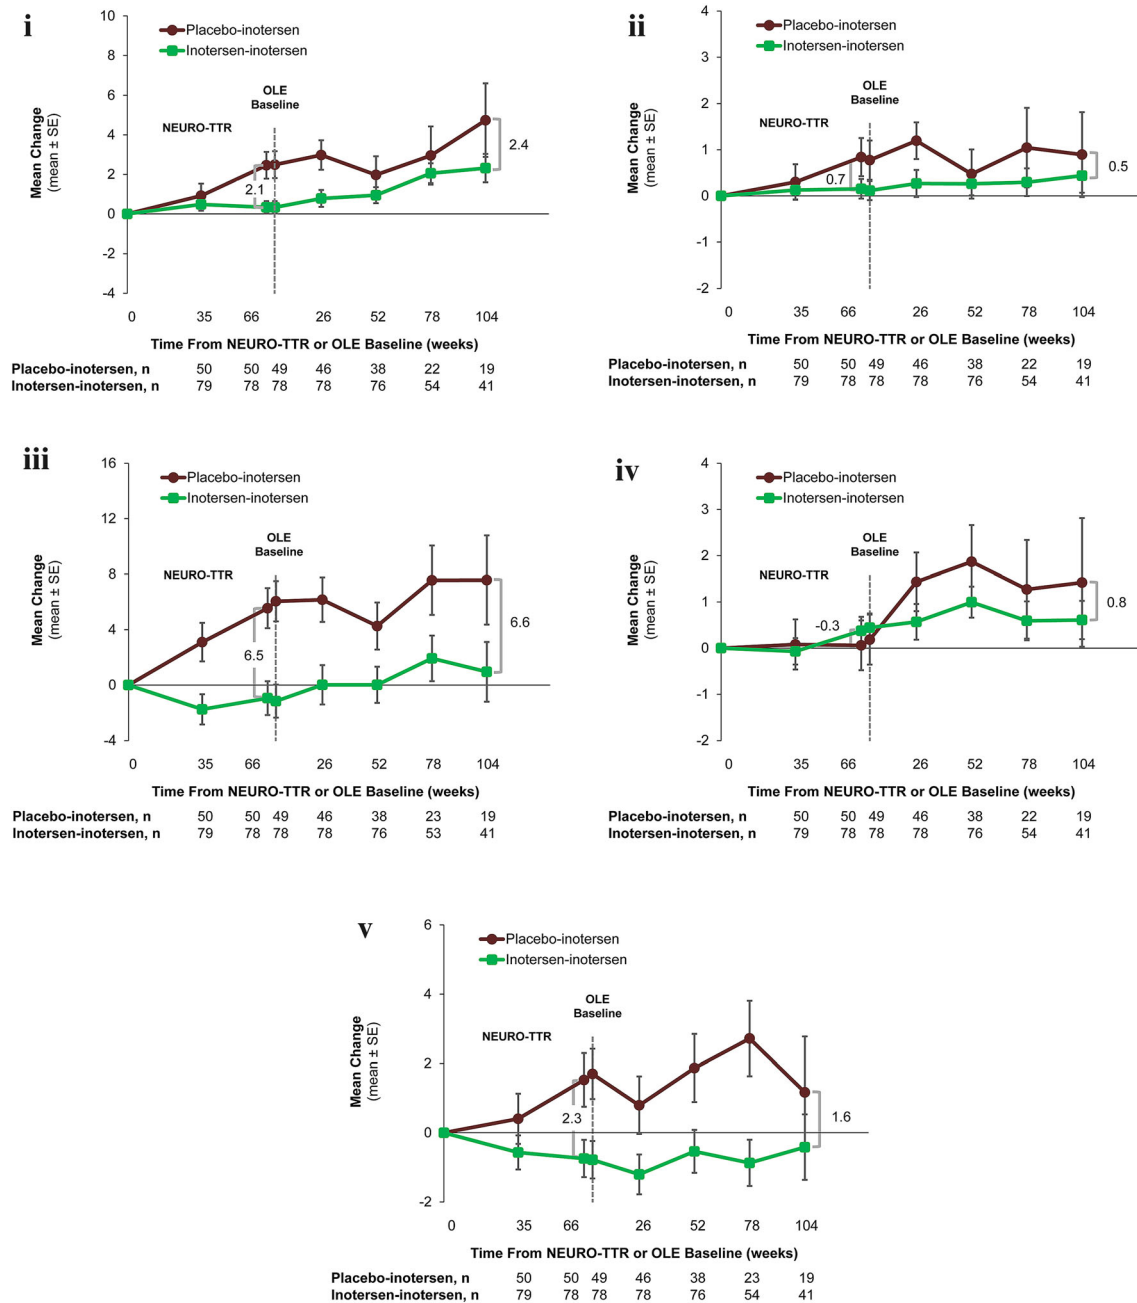 i
10
8
6
4
2
0
-2
-4
Mean Change
(mean ± SE)
Placebo-inotersen
Inotersen-inotersen
OLE
Baseline
NEURO-TTR
2.1
2.4
0 35 66 26 52 78 104
Time From NEURO-TTR or OLE Baseline (weeks)
Placebo-inotersen, n 50 50 49 46 38 22 19
Inotersen-inotersen, n 79 78 78 78 76 54 41
ii
4
3
2
1
0
-1
-2
Mean Change
(mean ± SE)
Placebo-inotersen
Inotersen-inotersen
OLE
Baseline
NEURO-TTR
0.7
0.5
0 35 66 26 52 78 104
Time From NEURO-TTR or OLE Baseline (weeks)
Placebo-inotersen, n 50 50 49 46 38 22 19
Inotersen-inotersen, n 79 78 78 78 76 54 41
iii
16
12
8
4
0
-4
Mean Change
(mean ± SE)
Placebo-inotersen
Inotersen-inotersen
OLE
Baseline
NEURO-TTR
6.5
6.6
0 35 66 26 52 78 104
Time From NEURO-TTR or OLE Baseline (weeks)
Placebo-inotersen, n 50 50 49 46 38 23 19
Inotersen-inotersen, n 79 78 78 78 76 53 41
iv
4
3
2
1
0
-1
-2
Mean Change
(mean ± SE)
Placebo-inotersen
Inotersen-inotersen
OLE
Baseline
NEURO-TTR
-0.3
0.8
0 35 66 26 52 78 104
Time From NEURO-TTR or OLE Baseline (weeks)
Placebo-inotersen, n 50 50 49 46 38 22 19
Inotersen-inotersen, n 79 78 78 78 76 54 41
v
6
4
2
0
-2
Mean Change
(mean ± SE)
Placebo-inotersen
Inotersen-inotersen
OLE
Baseline
NEURO-TTR
2.3
1.6
0 35 66 26 52 78 104
Time From NEURO-TTR or OLE Baseline (weeks)
Placebo-inotersen, n 50 50 49 46 38 23 19
Inotersen-inotersen, n 79 78 78 78 76 54 41